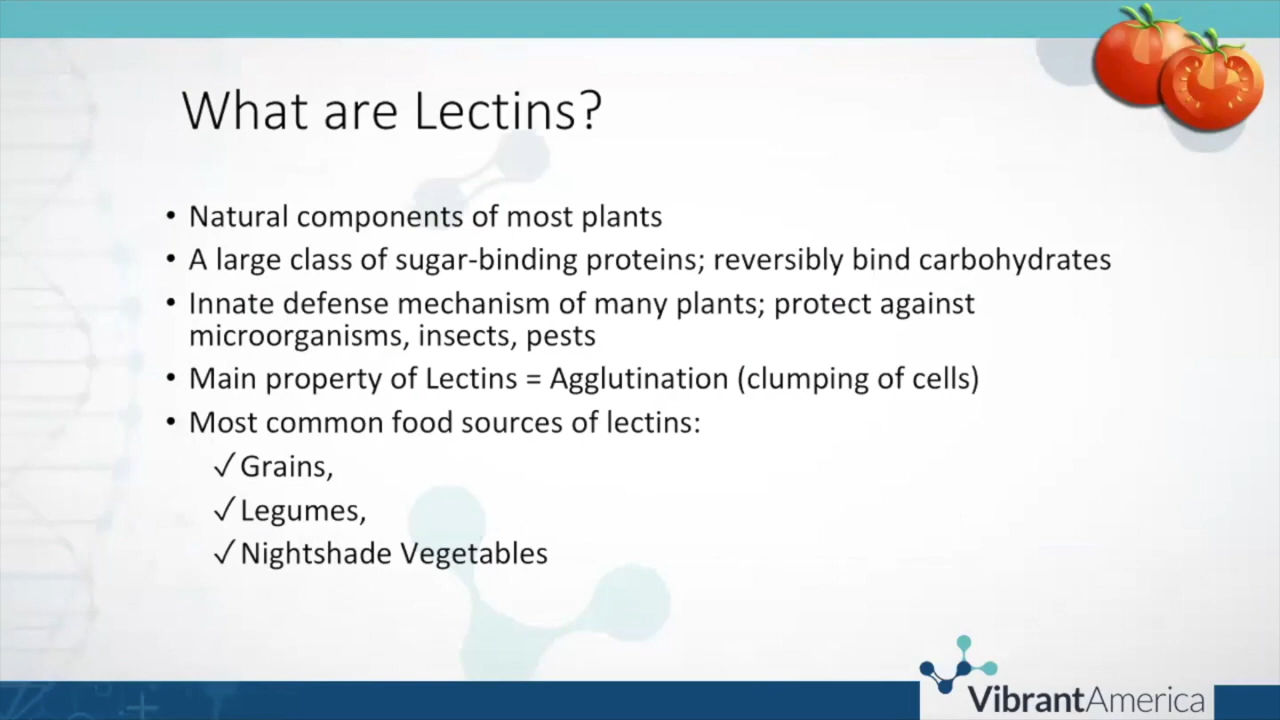 What are Lectins?
• Natural components of most plants
• A large class of sugar-binding proteins; reversibly bind carbohydrates
• Innate defense mechanism of many plants; protect against
microorganisms, insects, pests
• Main property of Lectins = Agglutination (clumping of cells)
• Most common food sources of lectins:
✓Grains,
✓Legumes,
✓Nightshade Vegetables
VibrantAmerica